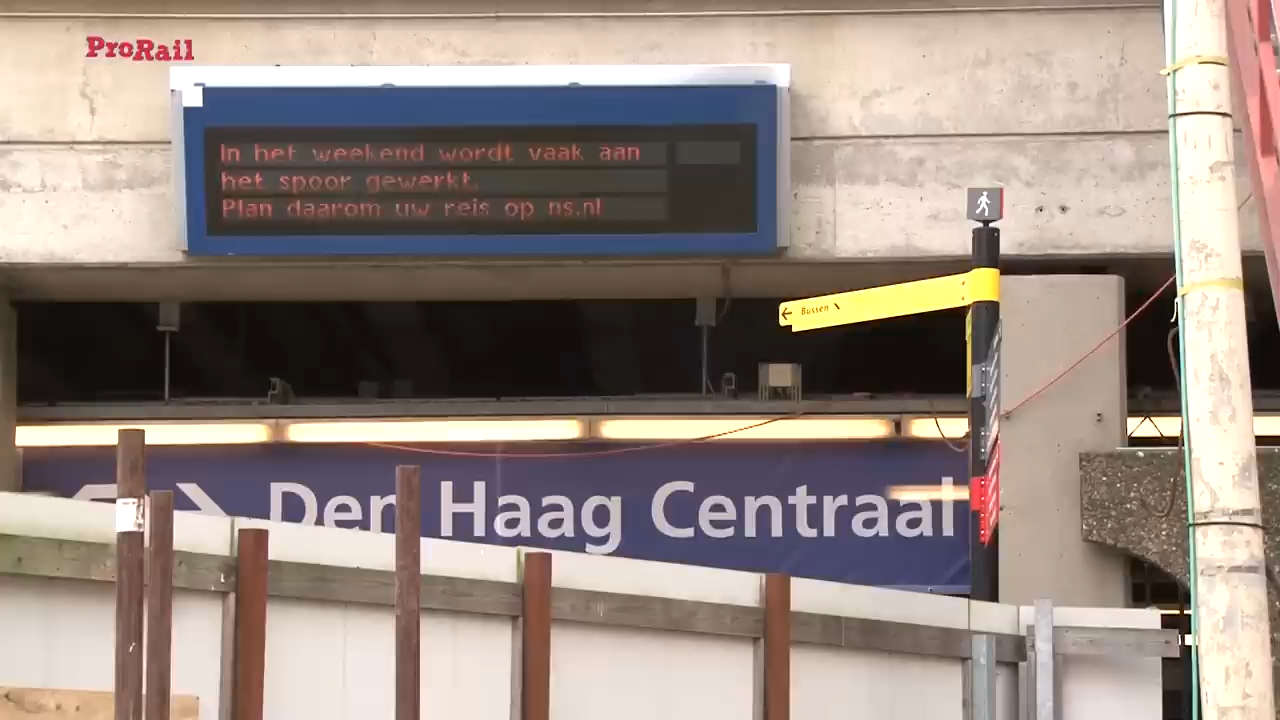 ProRail
In het weekend wordt vaak aan
het spoor gewerkt.
Plan daarom uw reis op ns.nl
Bussen
Den Haag Centraal